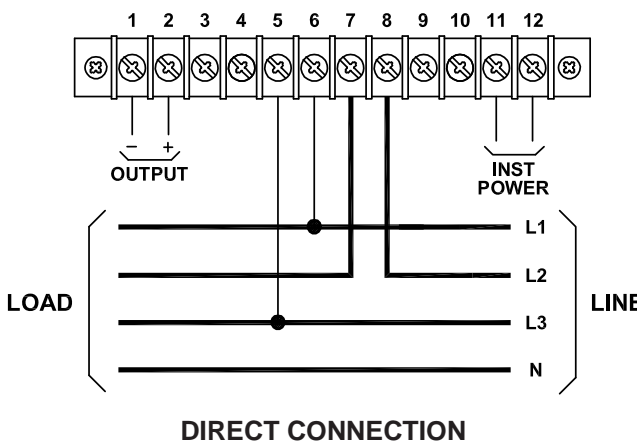 1 2 3 4 5 6 7 8 9 10 11 12
− +
OUTPUT
INST
POWER
L1
L2
LOAD
LINE
L3
N
DIRECT CONNECTION